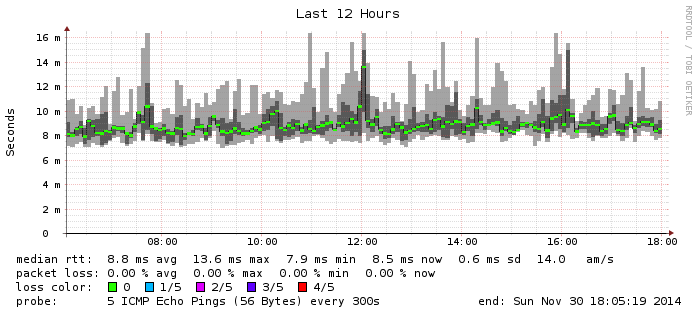 Last 12 Hours
RRDTOOL / TOBI OETIKER
Seconds
16 m
14 m
12 m
10 m
8 m
6 m
4 m
2 m
0
08:00 10:00 12:00 14:00 16:00 18:00
median rtt: 8.8 ms avg 13.6 ms max 7.9 ms min 8.5 ms now 0.6 ms sd 14.0 am/s
packet loss: 0.00 % avg 0.00 % max 0.00 % min 0.00 % now
loss color: 0 1/5 2/5 3/5 4/5
probe: 5 ICMP Echo Pings (56 Bytes) every 300s end: Sun Nov 30 18:05:19 2014